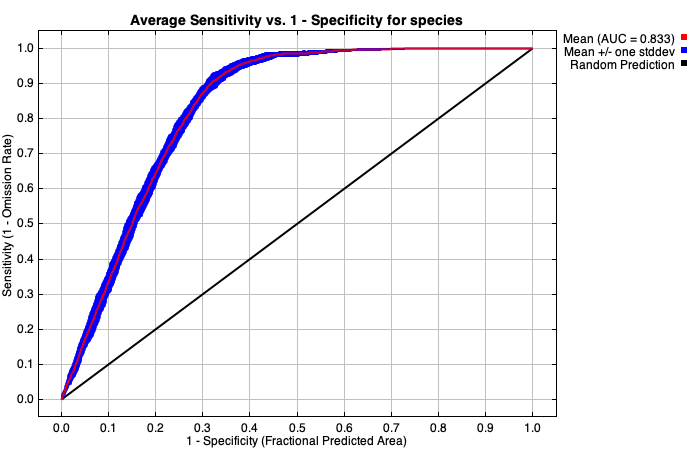 Average Sensitivity vs. 1 - Specificity for species
Mean (AUC = 0.833)
Mean +/- one stddev
Random Prediction
Sensitivity (1 - Omission Rate)
1.0
0.9
0.8
0.7
0.6
0.5
0.4
0.3
0.2
0.1
0.0
0.0 0.1 0.2 0.3 0.4 0.5 0.6 0.7 0.8 0.9 1.0
1 - Specificity (Fractional Predicted Area)